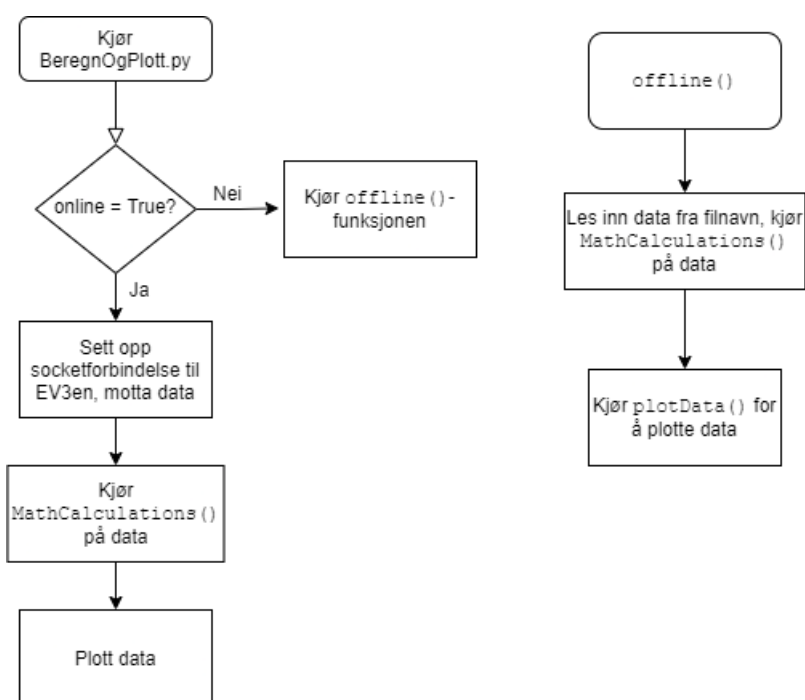 Kjør
BeregnOgPlott.py
online = True?
Nei
Kjør offline()-
funksjonen
Ja
Sett opp
socketforbindelse til
EV3en, motta data
Kjør
MathCalculations()
på data
Plott data
offline()
Les inn data fra filnavn, kjør
MathCalculations()
på data
Kjør plotData() for
å plotte data